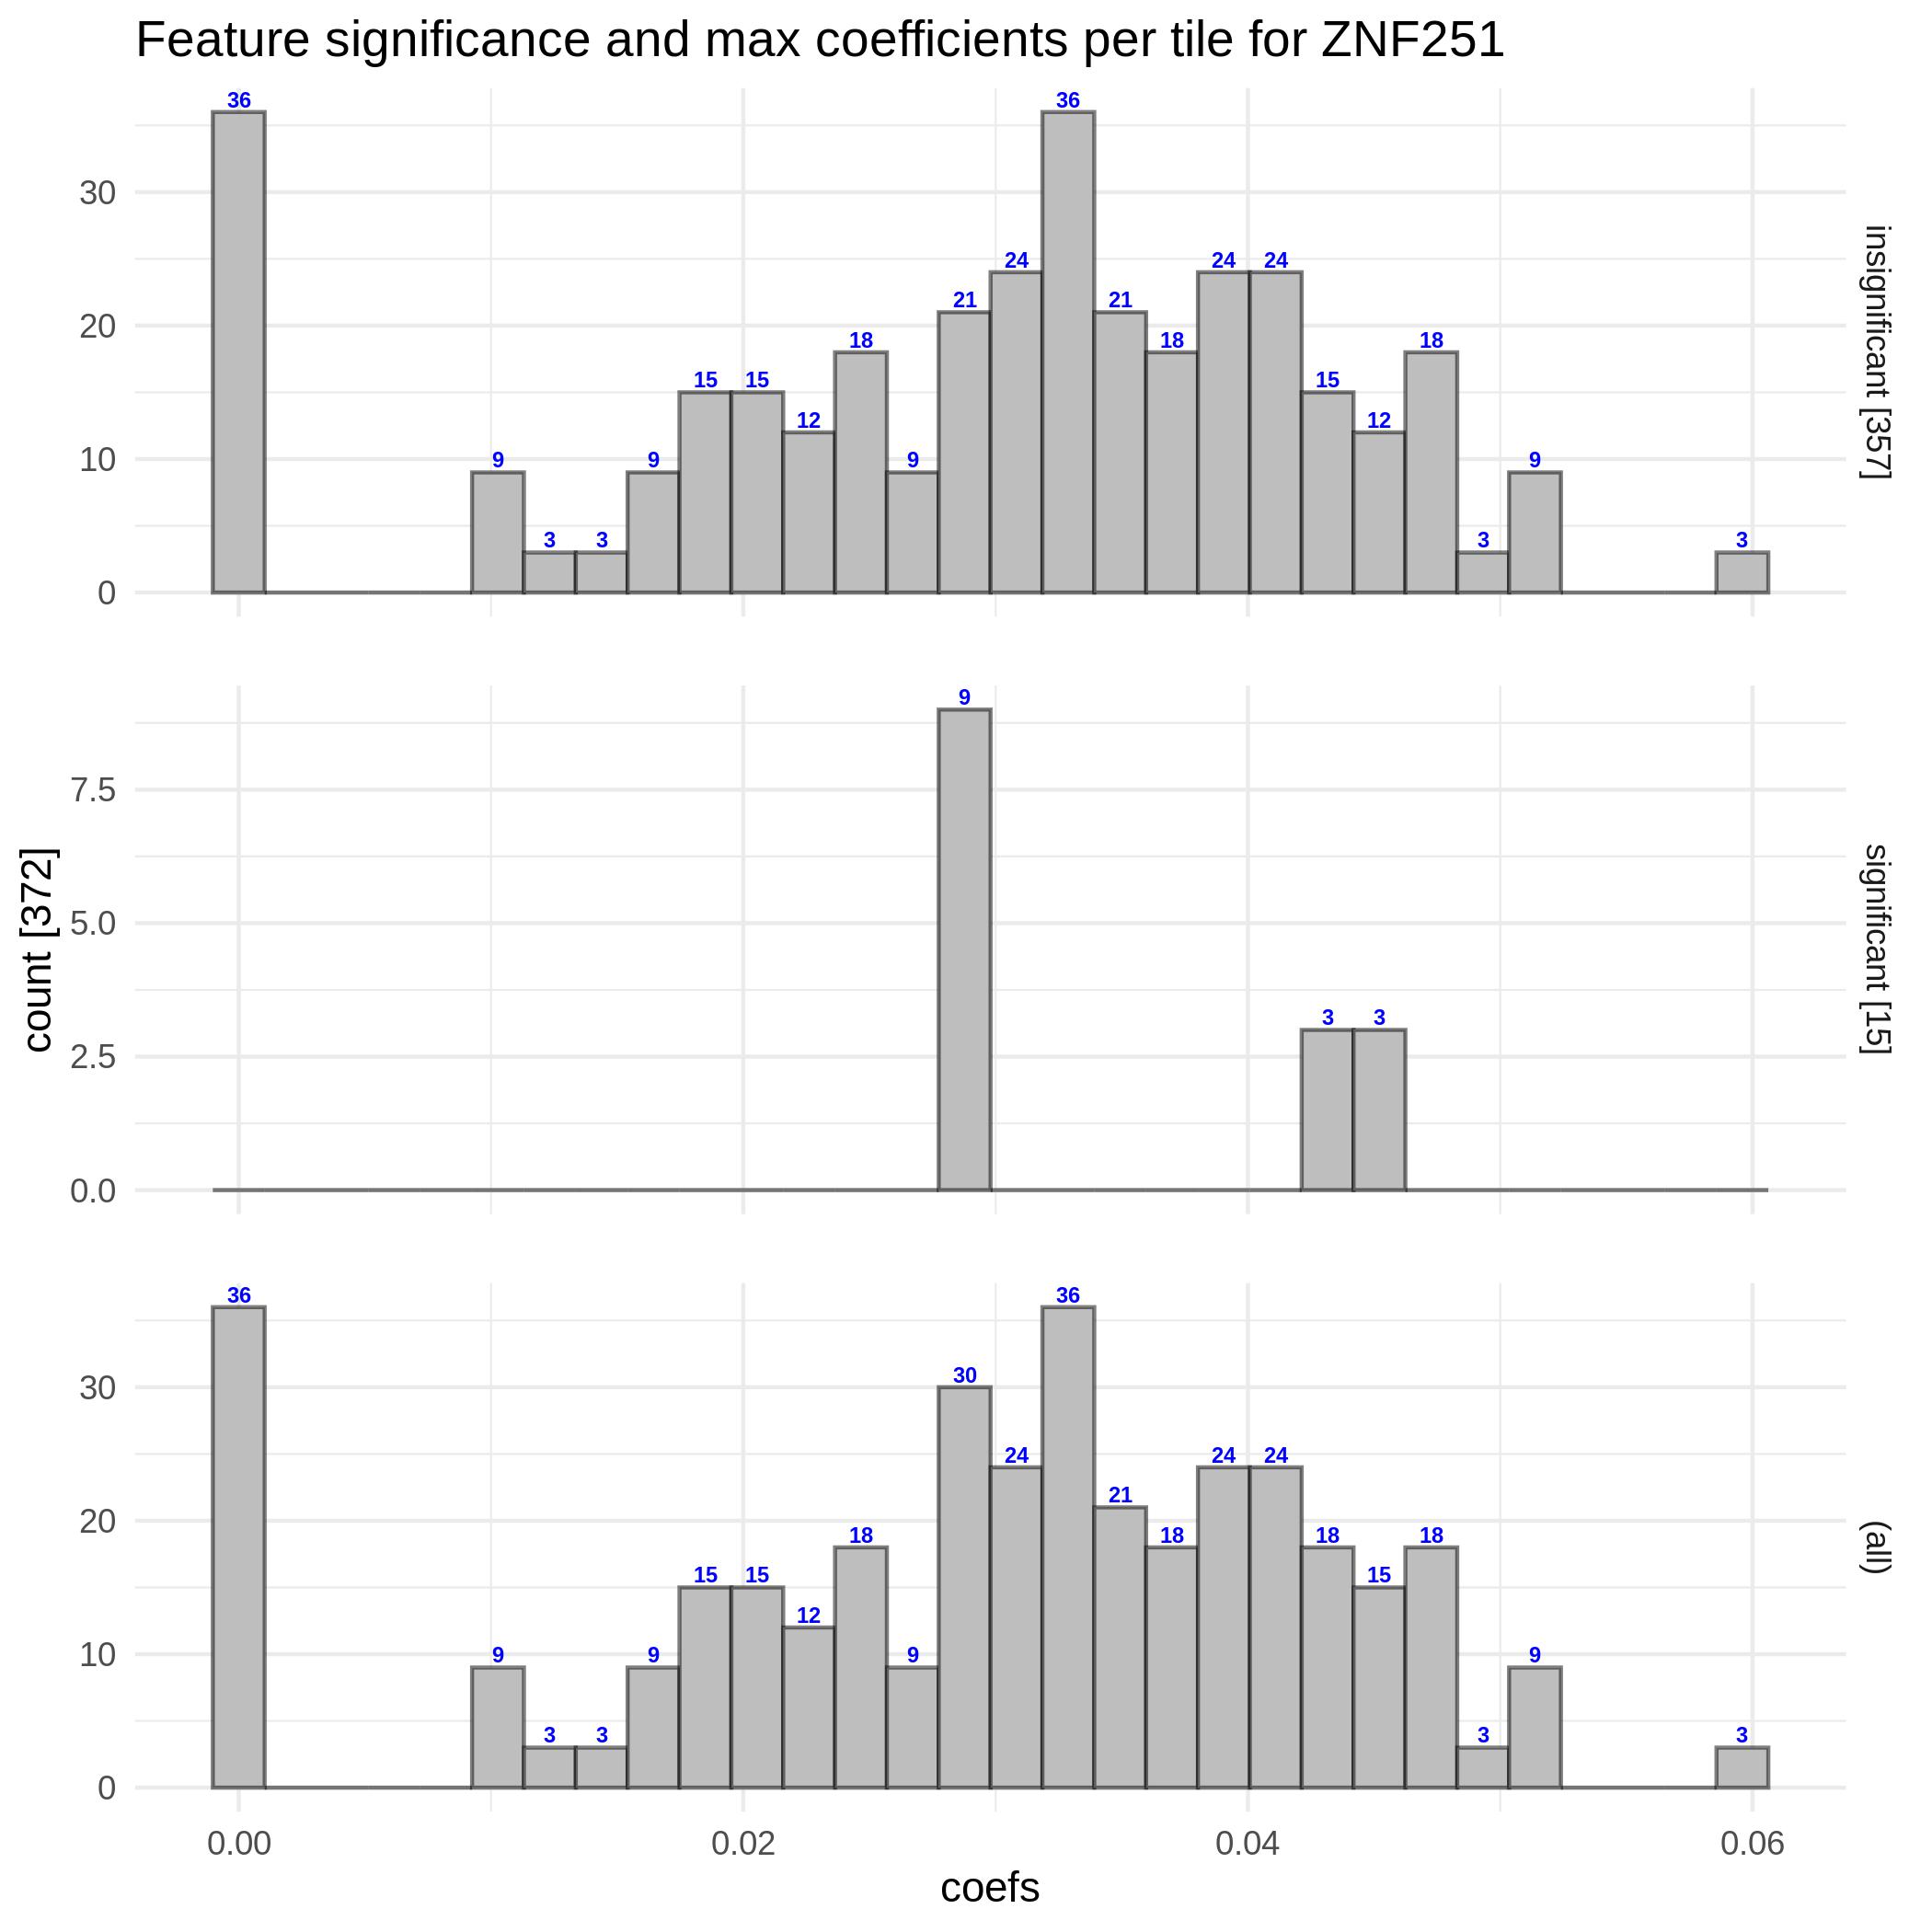 Feature significance and max coefficients per tile for ZNF251
36 9 3 3 9 15 15 12 18 9 21 24 36 21 18 24 24 15 12 18 3 9 3
30
20
10
0
insignificant [357]
9 3 3
7.5
5.0
2.5
0.0
significant [15]
count [372]
36 9 3 3 9 15 15 12 18 9 30 24 36 21 18 24 24 18 15 18 3 9 3
30
20
10
0
(all)
0.00 0.02 0.04 0.06
coefs